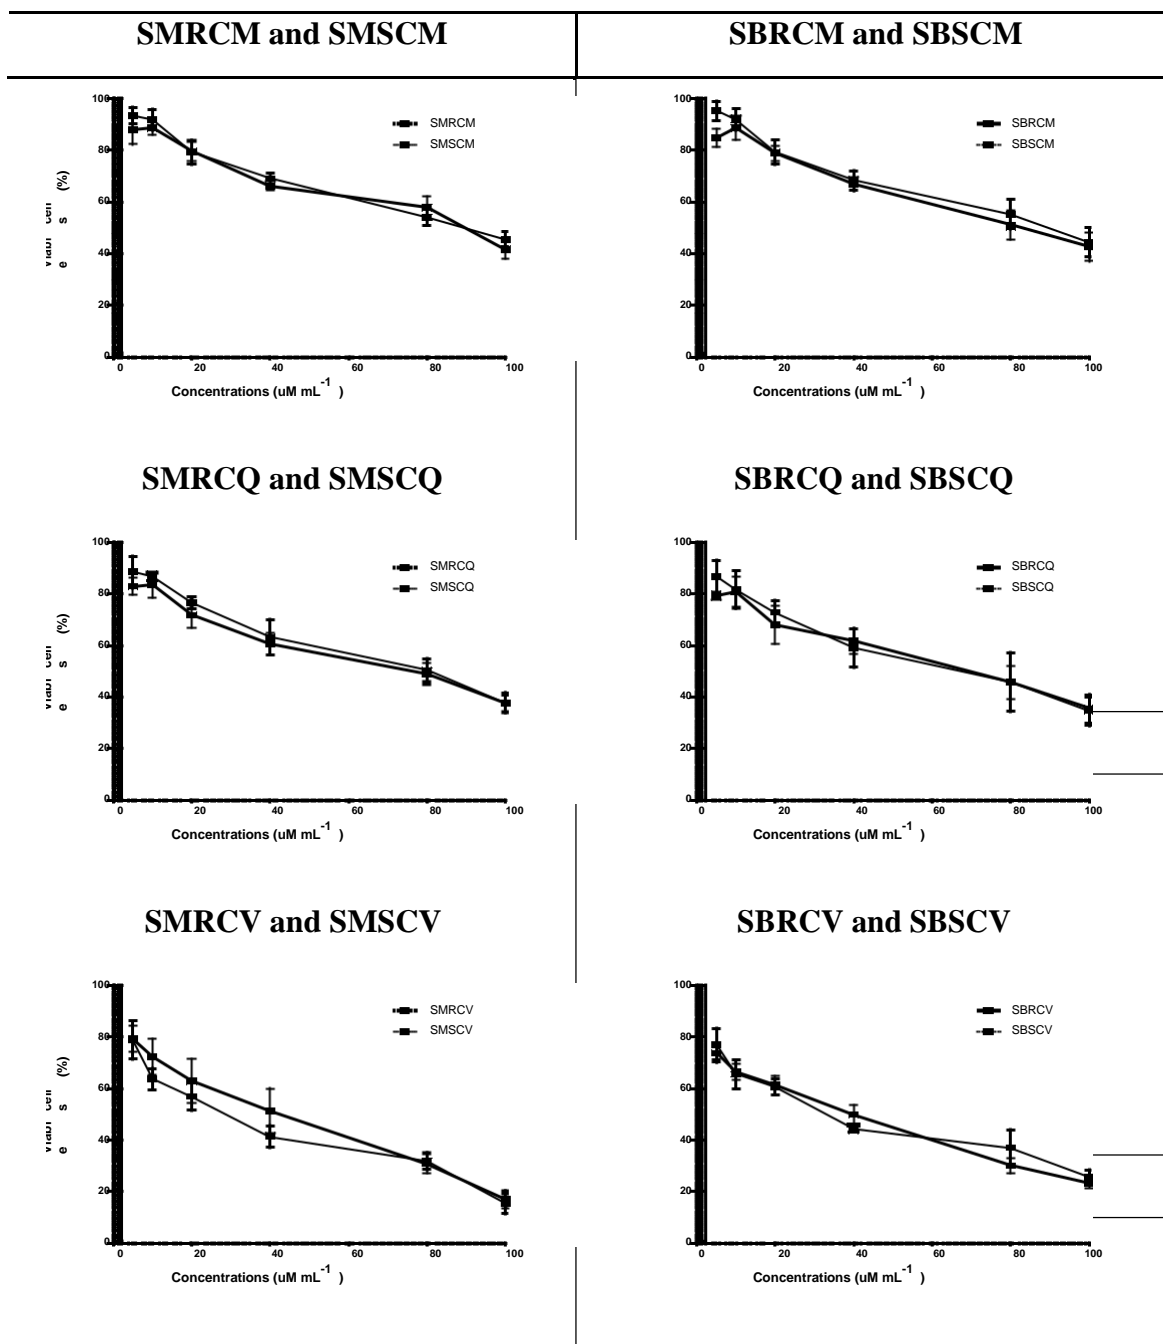 SMRCM and SMSCM
SBRCM and SBSCM
100
80
60
40
20
0
SMRCM
SMSCM
(%)
s
e
0 20 40 60 80 100
Concentrations (uM mL-1 )
100
80
60
40
20
0
SBRCM
SBSCM
0 20 40 60 80 100
Concentrations (uM mL-1 )
SMRCQ and SMSCQ
SBRCQ and SBSCQ
100
80
60
40
20
0
SMRCQ
SMSCQ
(%)
s
e
0 20 40 60 80 100
Concentrations (uM mL-1 )
100
80
60
40
20
0
SBRCQ
SBSCQ
0 20 40 60 80 100
Concentrations (uM mL-1 )
SMRCV and SMSCV
SBRCV and SBSCV
100
80
60
40
20
0
SMRCV
SMSCV
(%)
s
e
0 20 40 60 80 100
Concentrations (uM mL-1 )
100
80
60
40
20
0
SBRCV
SBSCV
0 20 40 60 80 100
Concentrations (uM mL-1 )